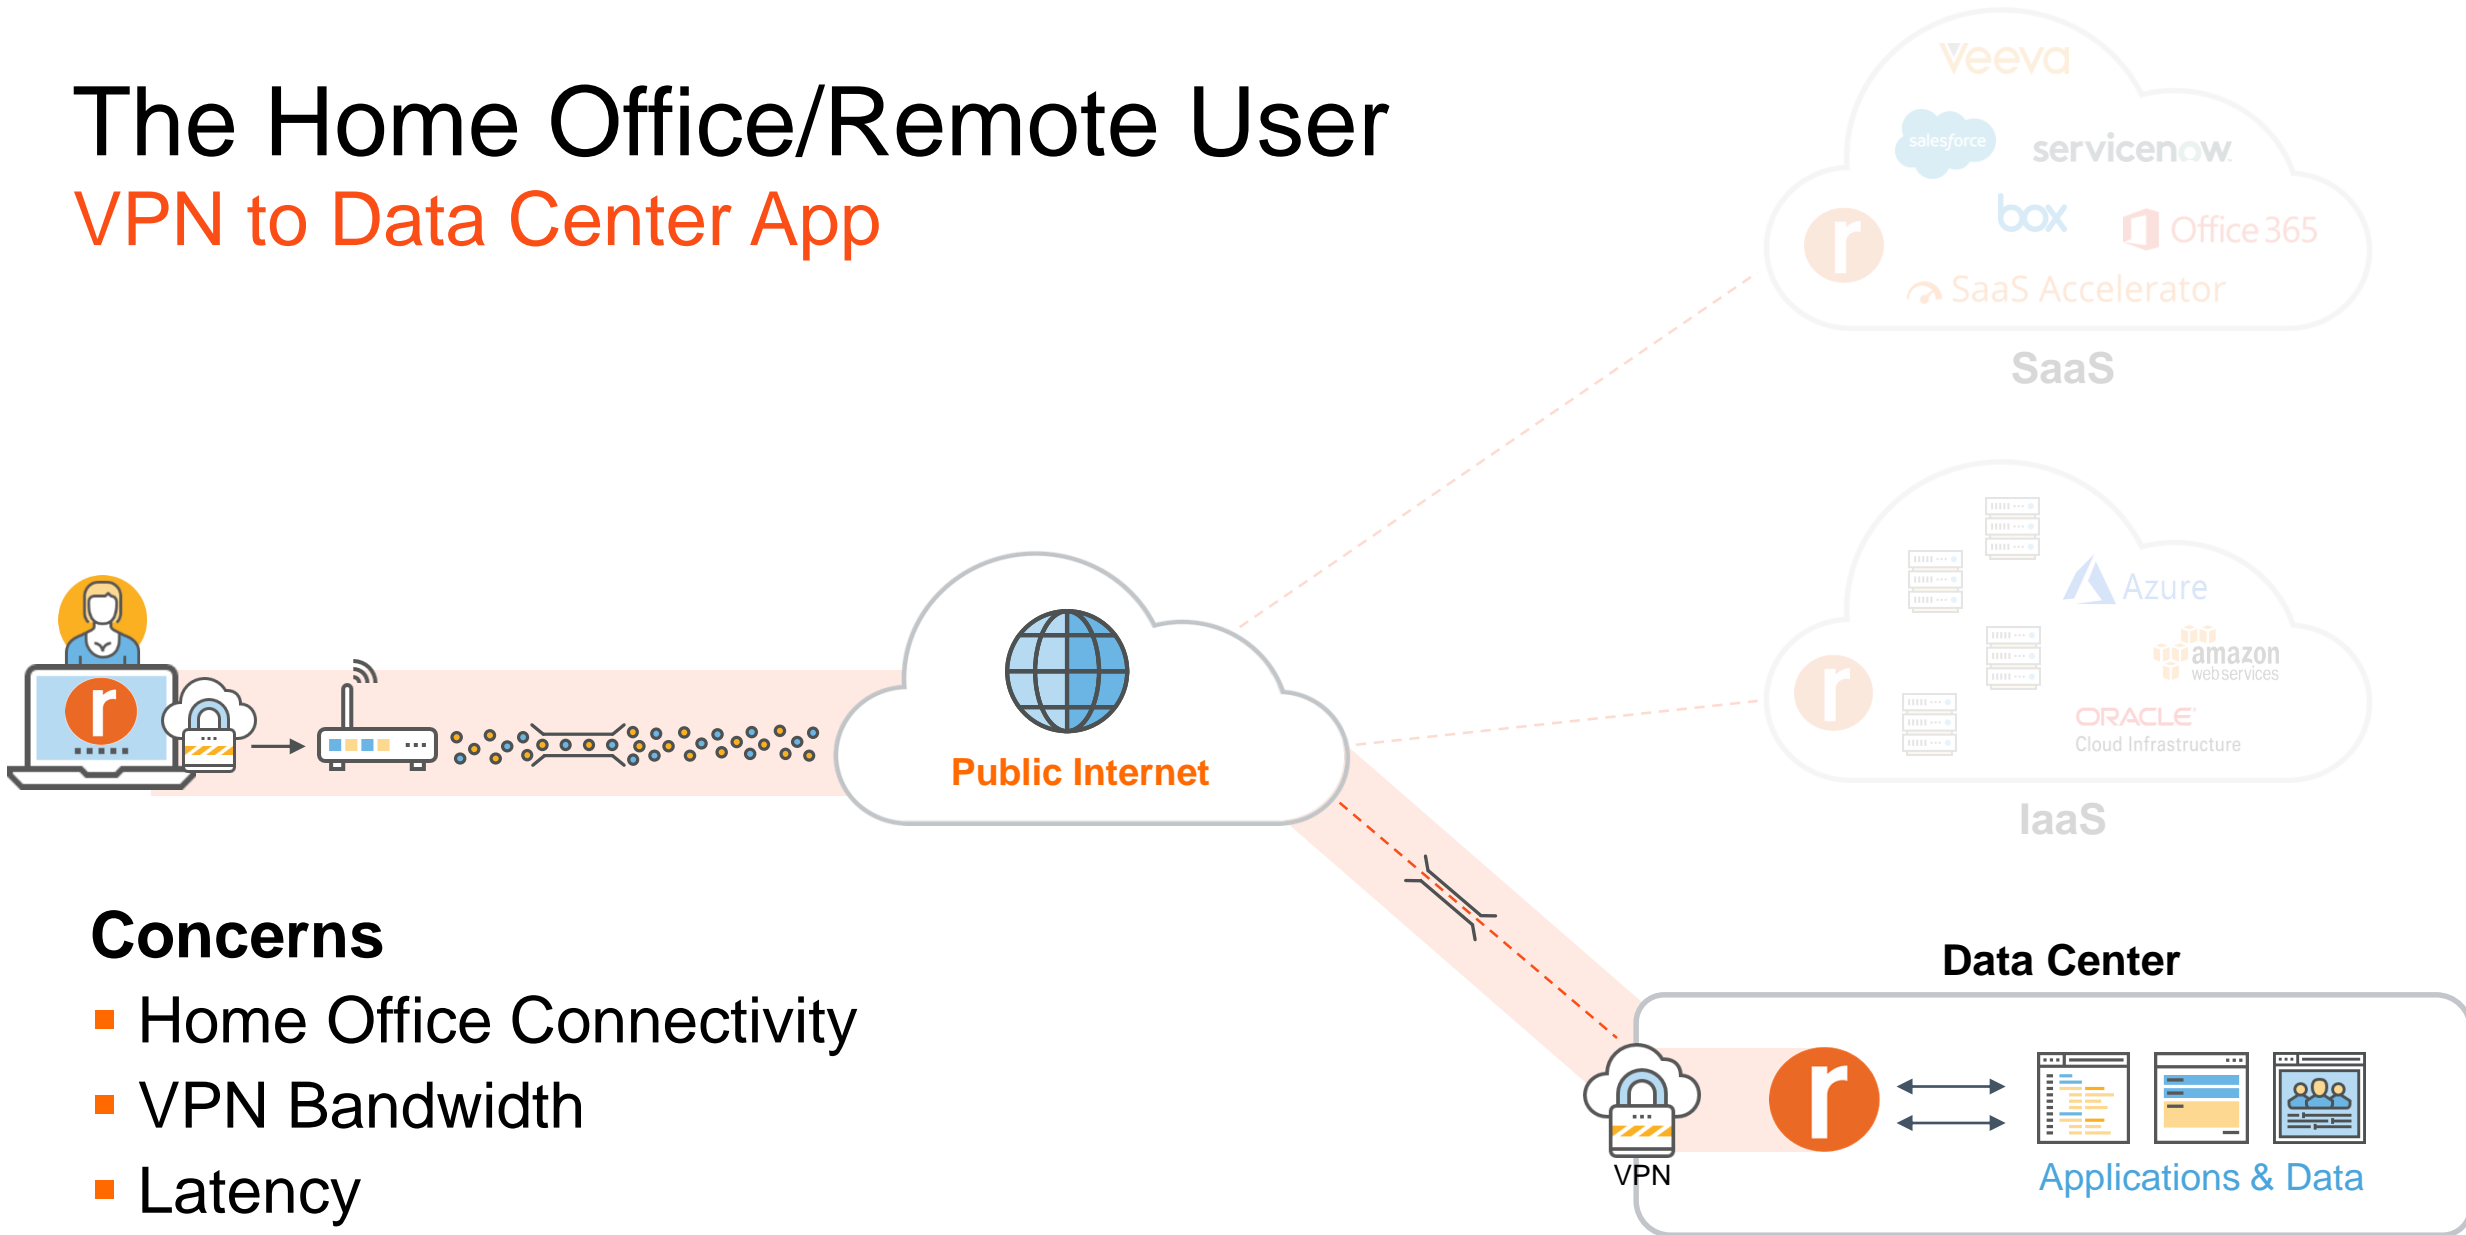 The Home Office/Remote User
VPN to Data Center App
veeva
salesforce
servicenow
box
Office 365
r
SaaS Accelerator
SaaS
Azure
amazon
web services
r
ORACLE
Cloud Infrastructure
IaaS
r
Public Internet
Concerns
Home Office Connectivity
VPN Bandwidth
Latency
Data Center
r
VPN
Applications & Data